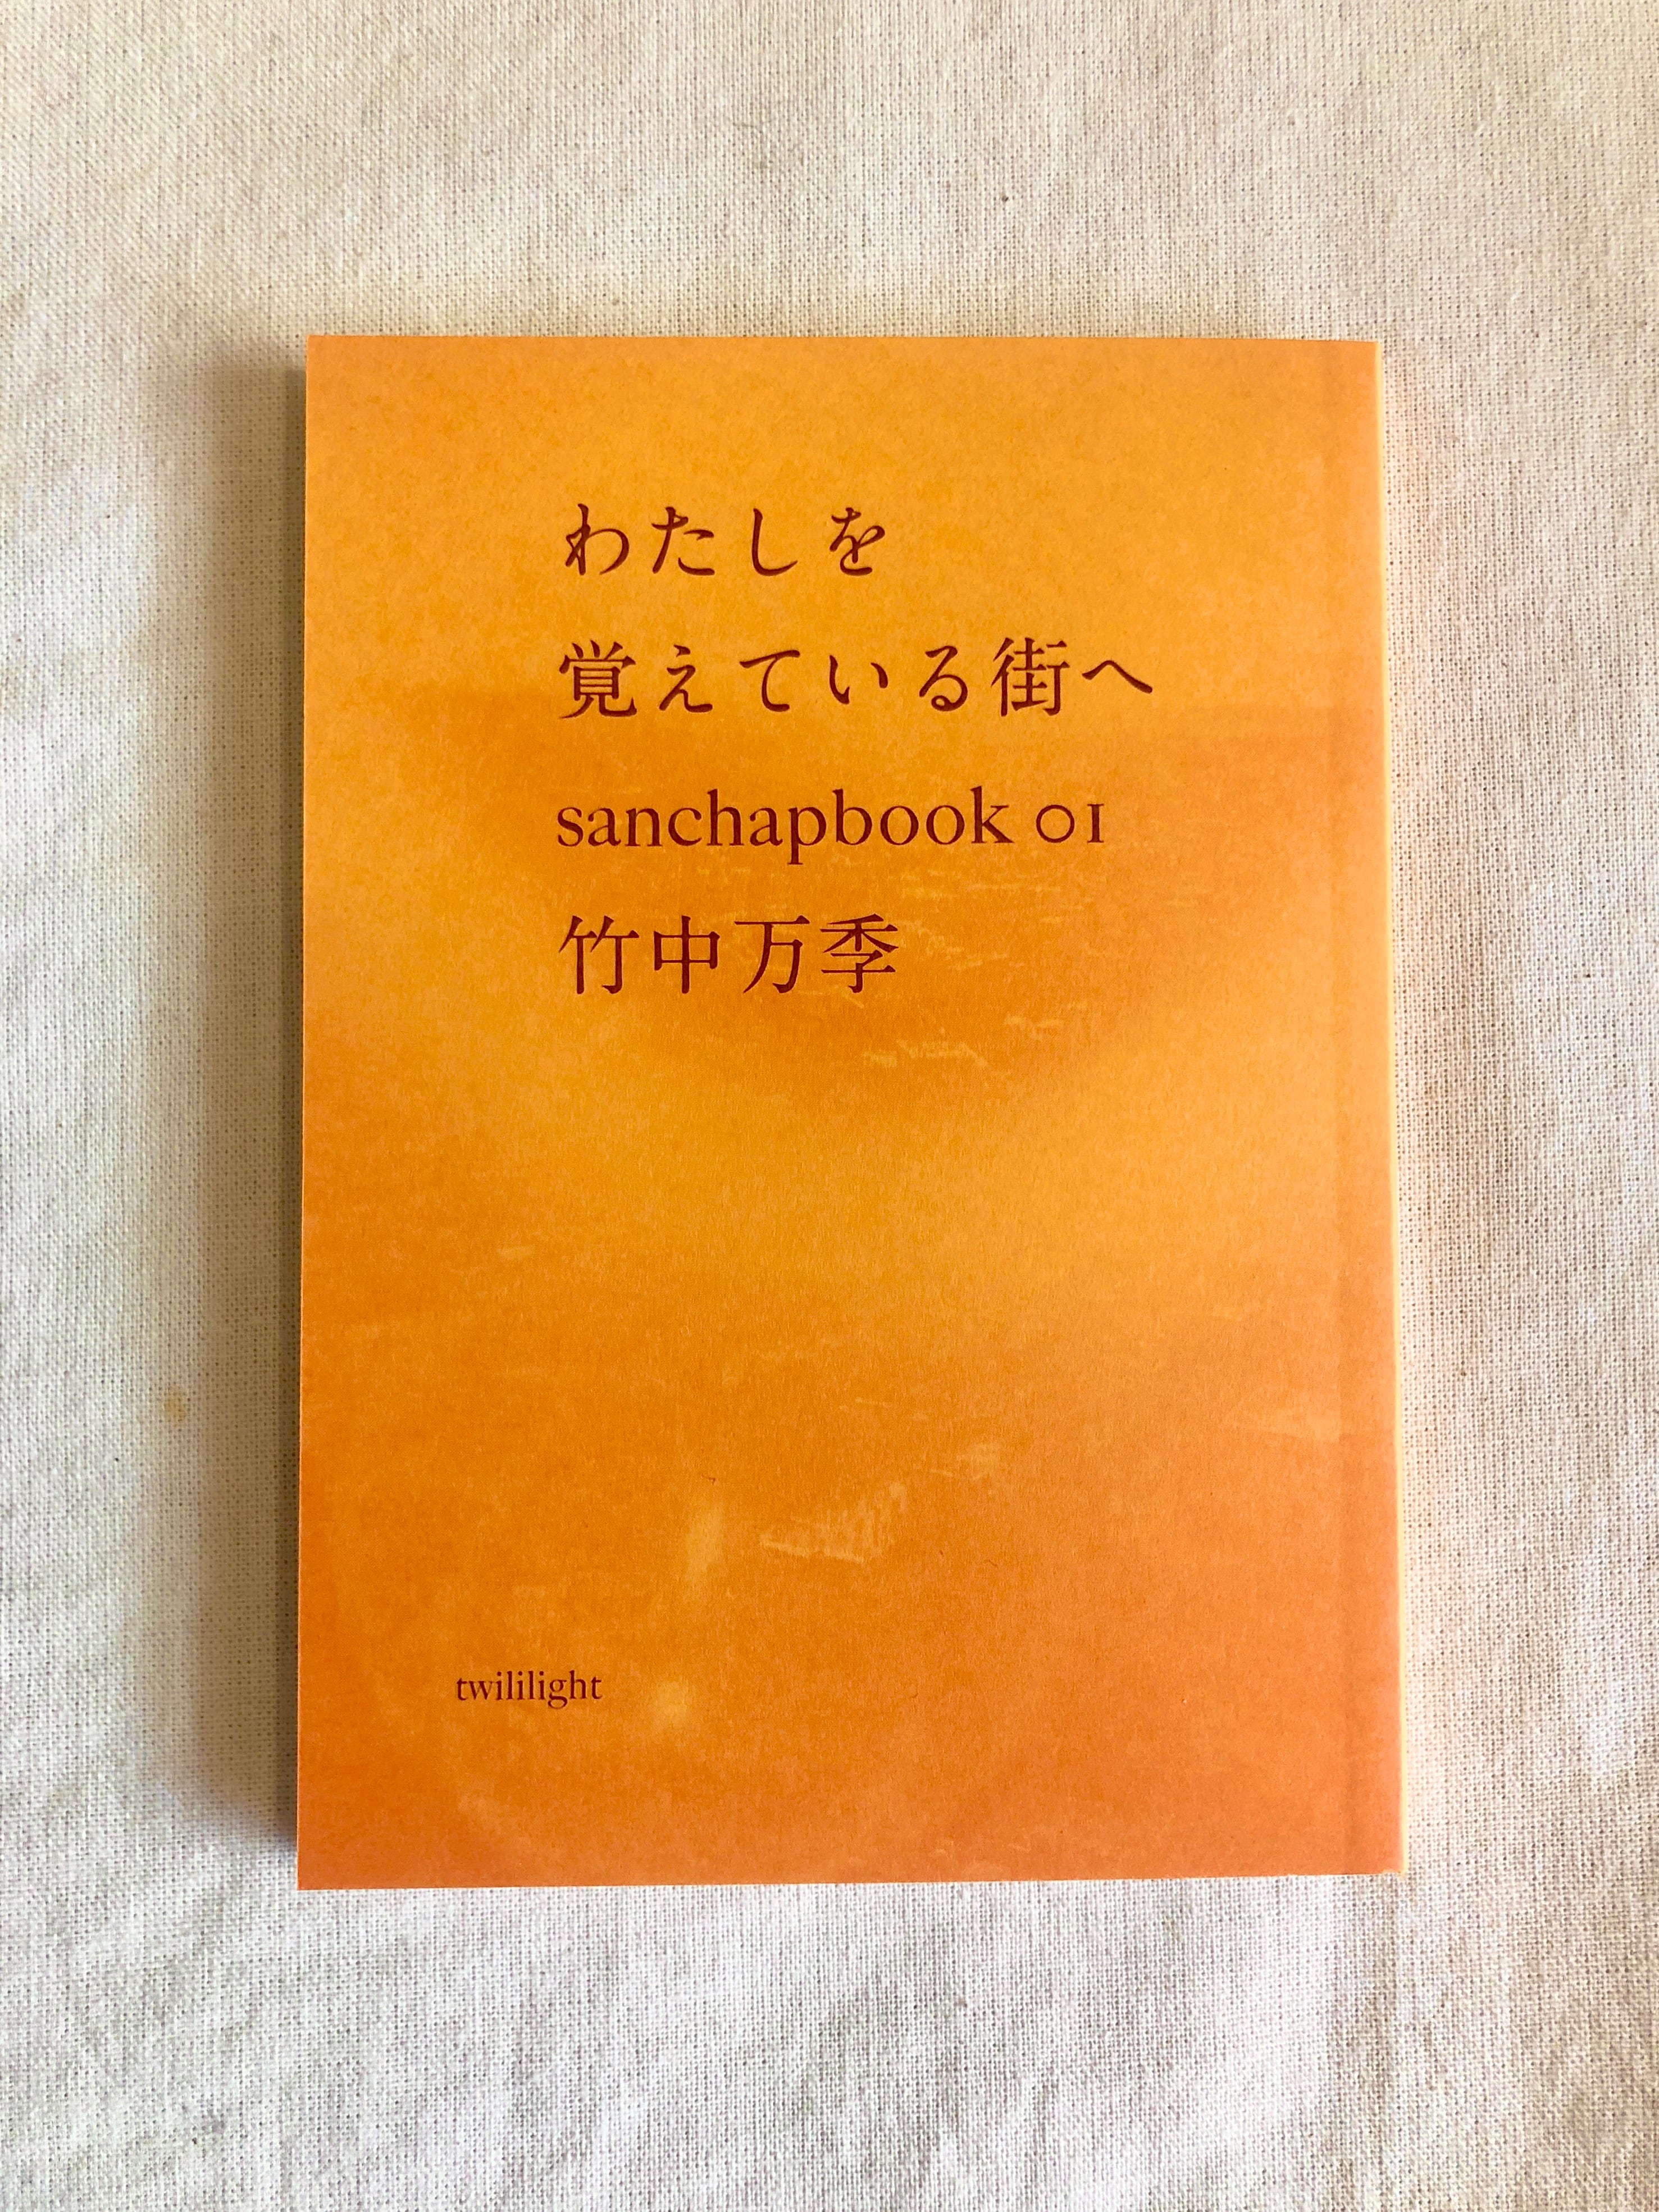 わたしを
覚えている街へ
sanchapbook 01
竹中万季
twililight